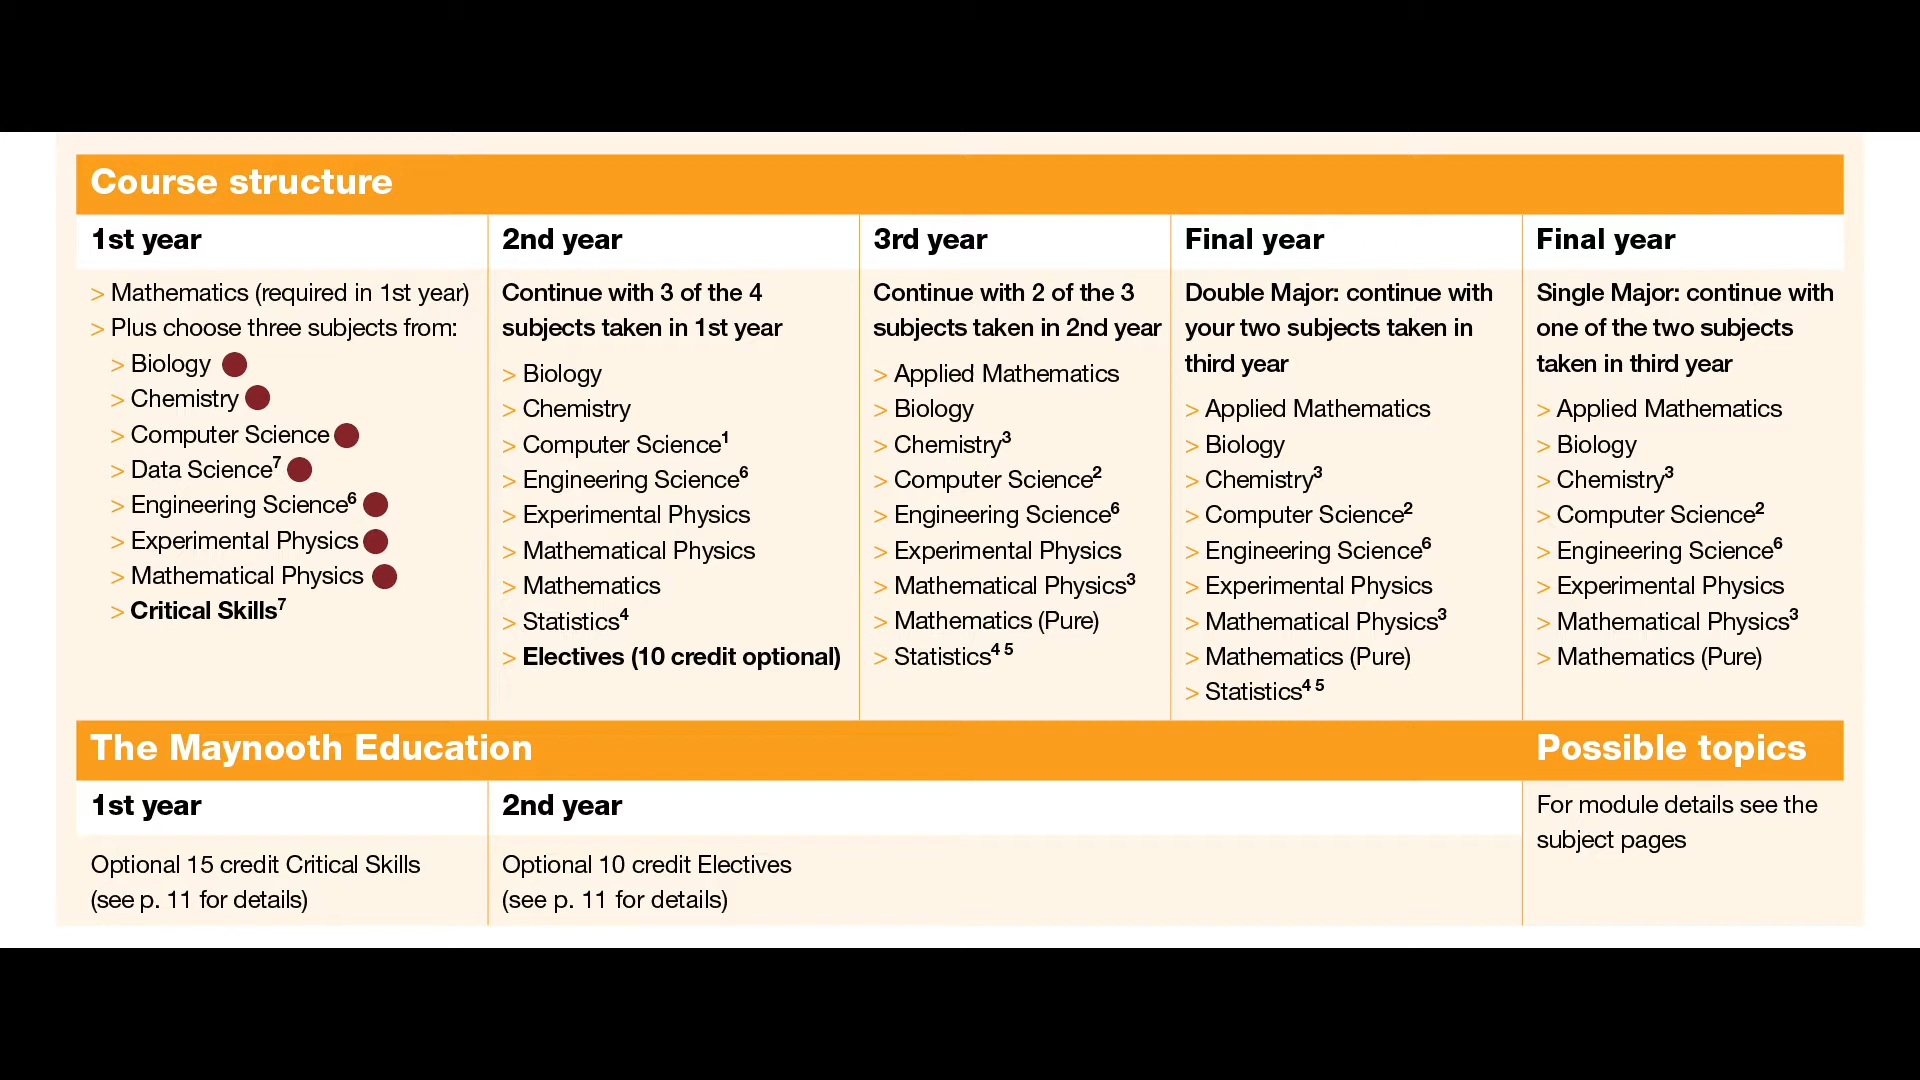 Course structure
1st year
> Mathematics (required in 1st year)
> Plus choose three subjects from:
> Biology
> Chemistry
> Computer Science
> Data Science7
> Engineering Science6
> Experimental Physics
> Mathematical Physics
> Critical Skills7
2nd year
Continue with 3 of the 4
subjects taken in 1st year
> Biology
> Chemistry
> Computer Science1
> Engineering Science6
> Experimental Physics
> Mathematical Physics
> Mathematics
> Statistics4
> Electives (10 credit optional)
3rd year
Continue with 2 of the 3
subjects taken in 2nd year
> Applied Mathematics
> Biology
> Chemistry3
> Computer Science2
> Engineering Science6
> Experimental Physics
> Mathematical Physics3
> Mathematics (Pure)
> Statistics4 5
Final year
Double Major: continue with
your two subjects taken in
third year
> Applied Mathematics
> Biology
> Chemistry3
> Computer Science2
> Engineering Science6
> Experimental Physics
> Mathematical Physics3
> Mathematics (Pure)
> Statistics4 5
Final year
Single Major: continue with
one of the two subjects
taken in third year
> Applied Mathematics
> Biology
> Chemistry3
> Computer Science2
> Engineering Science6
> Experimental Physics
> Mathematical Physics3
> Mathematics (Pure)
The Maynooth Education
1st year
Optional 15 credit Critical Skills
(see p. 11 for details)
2nd year
Optional 10 credit Electives
(see p. 11 for details)
Possible topics
For module details see the
subject pages